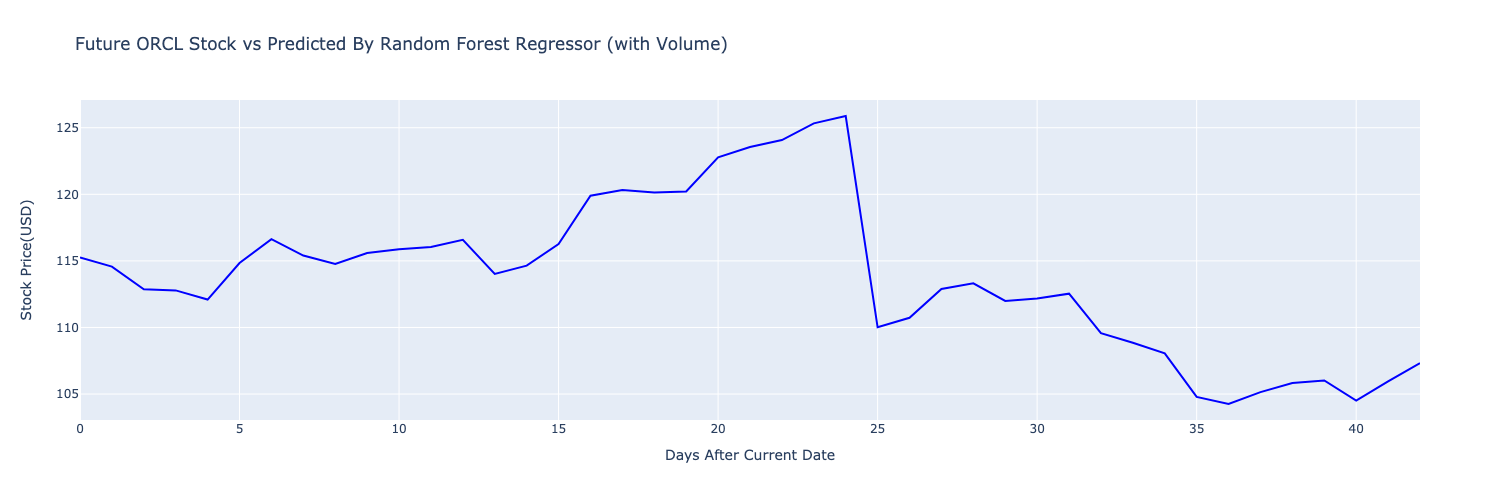 Future ORCL Stock vs Predicted By Random Forest Regressor (with Volume)
Stock Price(USD)
125
120
115
110
105
0 5 10 15 20 25 30 35 40
Days After Current Date